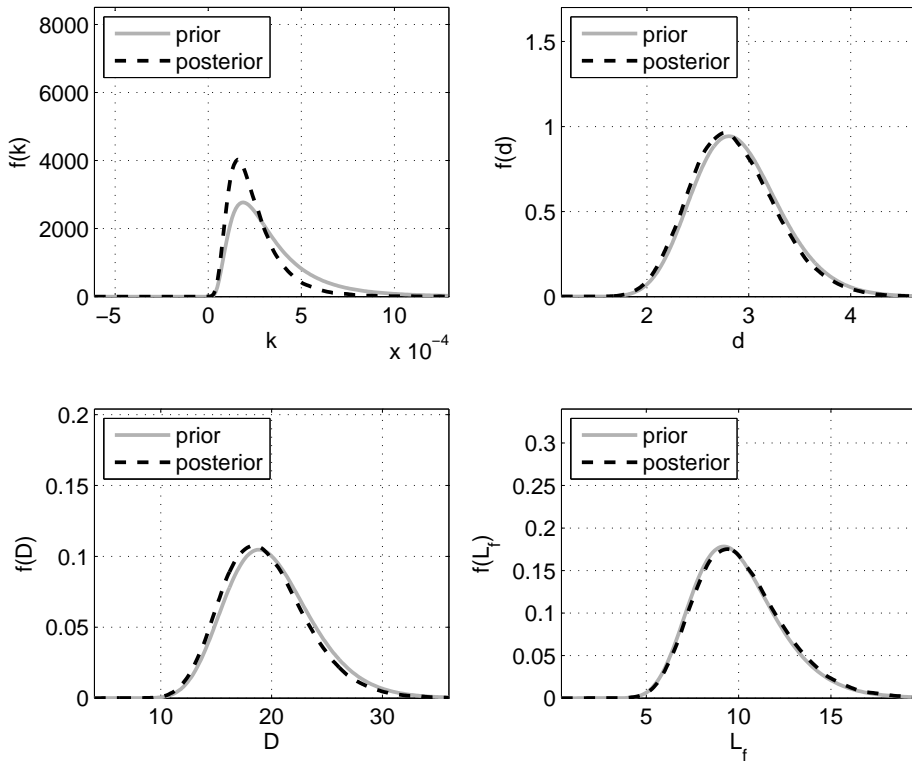 8000
6000
4000
2000
0
f(k)
prior
posterior
-5
0
5
10
k
x 10⁻⁴
1.5
1
0.5
0
f(d)
prior
posterior
2
3
4
d
0.2
0.15
0.1
0.05
0
f(D)
prior
posterior
10
20
30
D
0.3
0.25
0.2
0.15
0.1
0.05
0
f(L_f)
prior
posterior
5
10
15
L_f